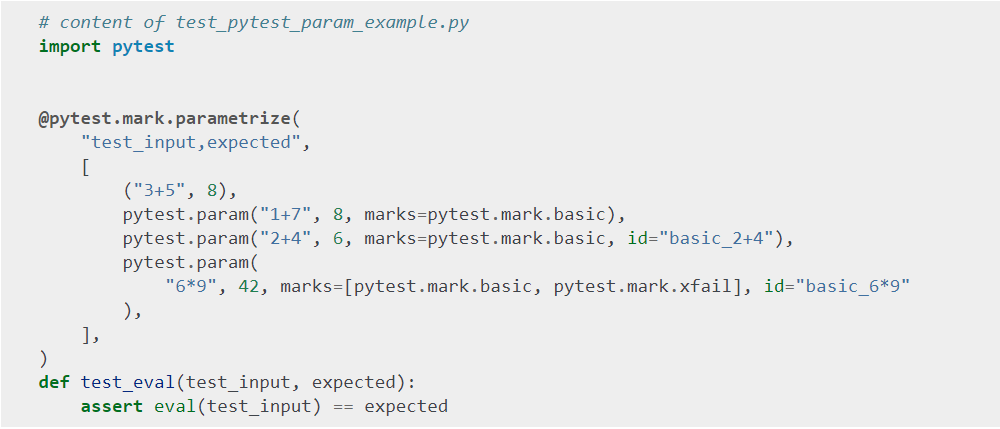 # content of test_pytest_param_example.py
import pytest


@pytest.mark.parametrize(
    "test_input,expected",
    [
        ("3+5", 8),
        pytest.param("1+7", 8, marks=pytest.mark.basic),
        pytest.param("2+4", 6, marks=pytest.mark.basic, id="basic_2+4"),
        pytest.param(
            "6*9", 42, marks=[pytest.mark.basic, pytest.mark.xfail], id="basic_6*9"
        ),
    ],
)
def test_eval(test_input, expected):
    assert eval(test_input) == expected